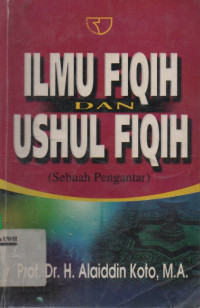 ILMU FIQIH
DAN
USHUL FIQIH
(Sebuah Pengantar)
Prof. Dr. H. Alaiddin Koto, M.A.